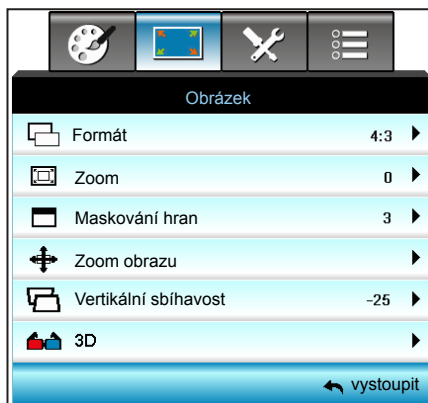 Obrázek
Formát 4:3
Zoom 0
Maskování hran 3
Zoom obrazu
Vertikální sbíhavost -25
3D
vystoupit